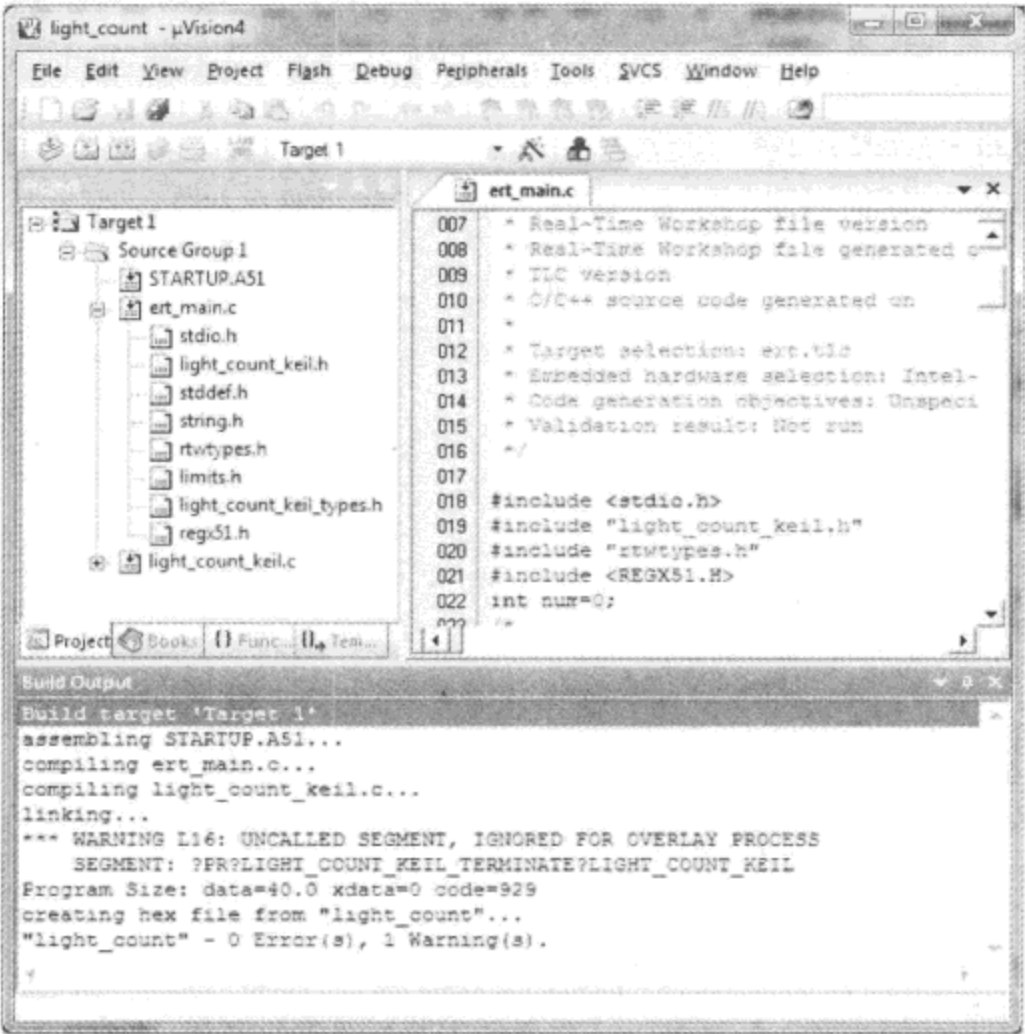 light_count - µVision4
File Edit View Project Flash Debug Peripherals Tools SVCS Window Help
Target 1
ert_main.c
Target 1
Source Group 1
STARTUP.A51
ert_main.c
stdio.h
light_count_keil.h
stddef.h
string.h
rtwtypes.h
limits.h
light_count_keil_types.h
regx51.h
light_count_keil.c
Project Books {} Func... Tem...
007 * Real-Time Workshop file version
008 * Real-Time Workshop file generated o
009 * TLC version
010 * C/C++ source code generated on
011 *
012 * Target selection: ert.tlc
013 * Embedded hardware selection: Intel-
014 * Code generation objectives: Unspeci
015 * Validation result: Not run
016 */
017
018 #include <stdio.h>
019 #include "light_count_keil.h"
020 #include "rtwtypes.h"
021 #include <REGX51.H>
022 int num=0;
023 /*
Build Output
Build target 'Target 1'
assembling STARTUP.A51...
compiling ert_main.c...
compiling light_count_keil.c...
linking...
*** WARNING L16: UNCALLED SEGMENT, IGNORED FOR OVERLAY PROCESS
SEGMENT: ?PR?LIGHT_COUNT_KEIL_TERMINATE?LIGHT_COUNT_KEIL
Program Size: data=40.0 xdata=0 code=929
creating hex file from "light_count"...
"light_count" - 0 Error(s), 1 Warning(s).